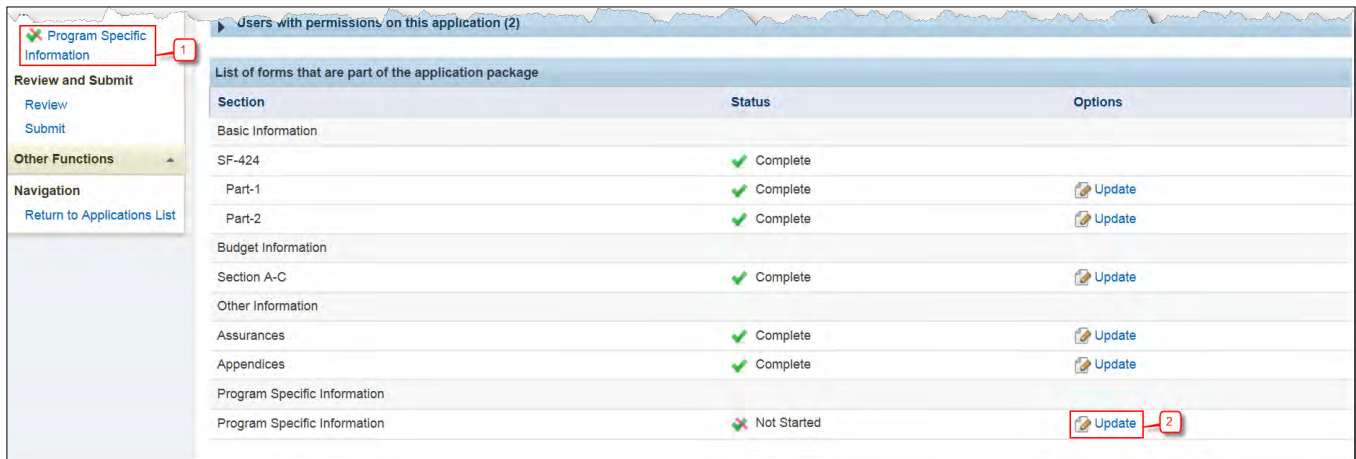 Program Specific
Information
1
Review and Submit
Review
Submit
Other Functions
Navigation
Return to Applications List
Users with permissions on this application (2)
List of forms that are part of the application package
Section Status Options
Basic Information
SF-424 Complete
Part-1 Complete Update
Part-2 Complete Update
Budget Information
Section A-C Complete Update
Other Information
Assurances Complete Update
Appendices Complete Update
Program Specific Information
Program Specific Information Not Started Update 2